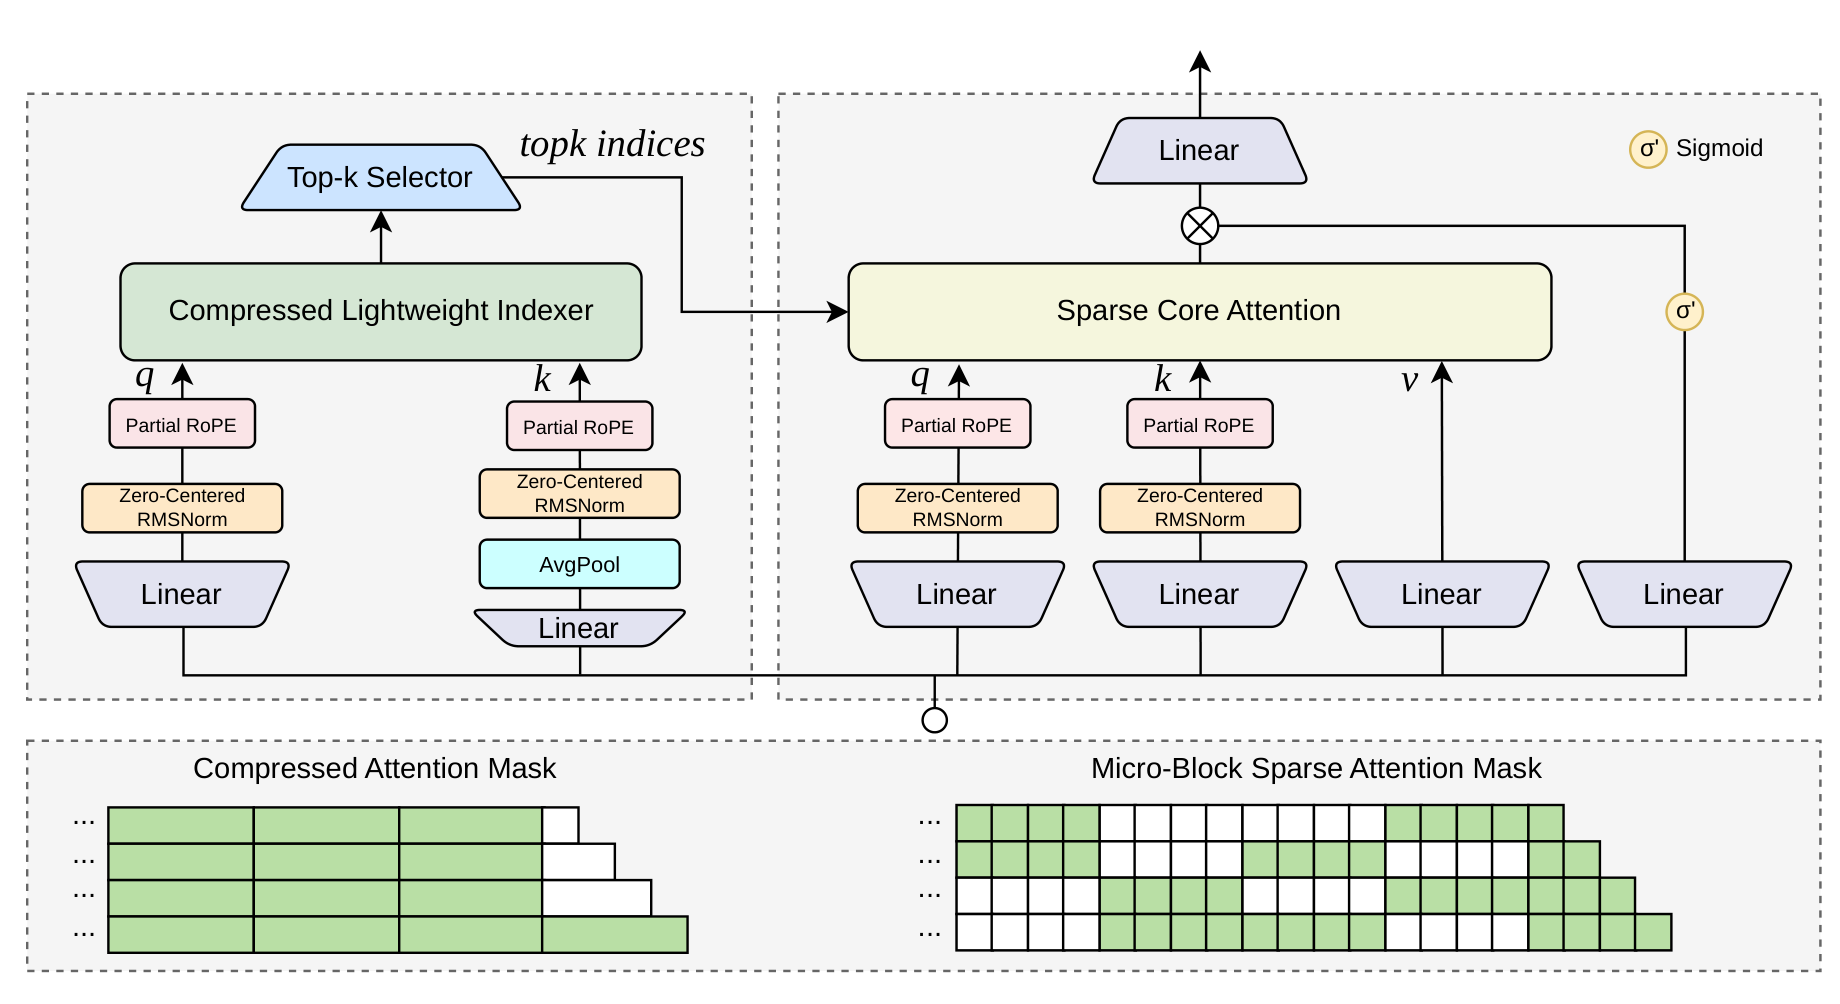 topk indices
Top-k Selector
Compressed Lightweight Indexer
q
k
Partial RoPE
Partial RoPE
Zero-Centered
RMSNorm
Zero-Centered
RMSNorm
AvgPool
Linear
Linear
Linear
σ' Sigmoid
Sparse Core Attention
σ'
q
k
v
Partial RoPE
Partial RoPE
Zero-Centered
RMSNorm
Zero-Centered
RMSNorm
Linear
Linear
Linear
Linear
Compressed Attention Mask
...
...
...
...
Micro-Block Sparse Attention Mask
...
...
...
...